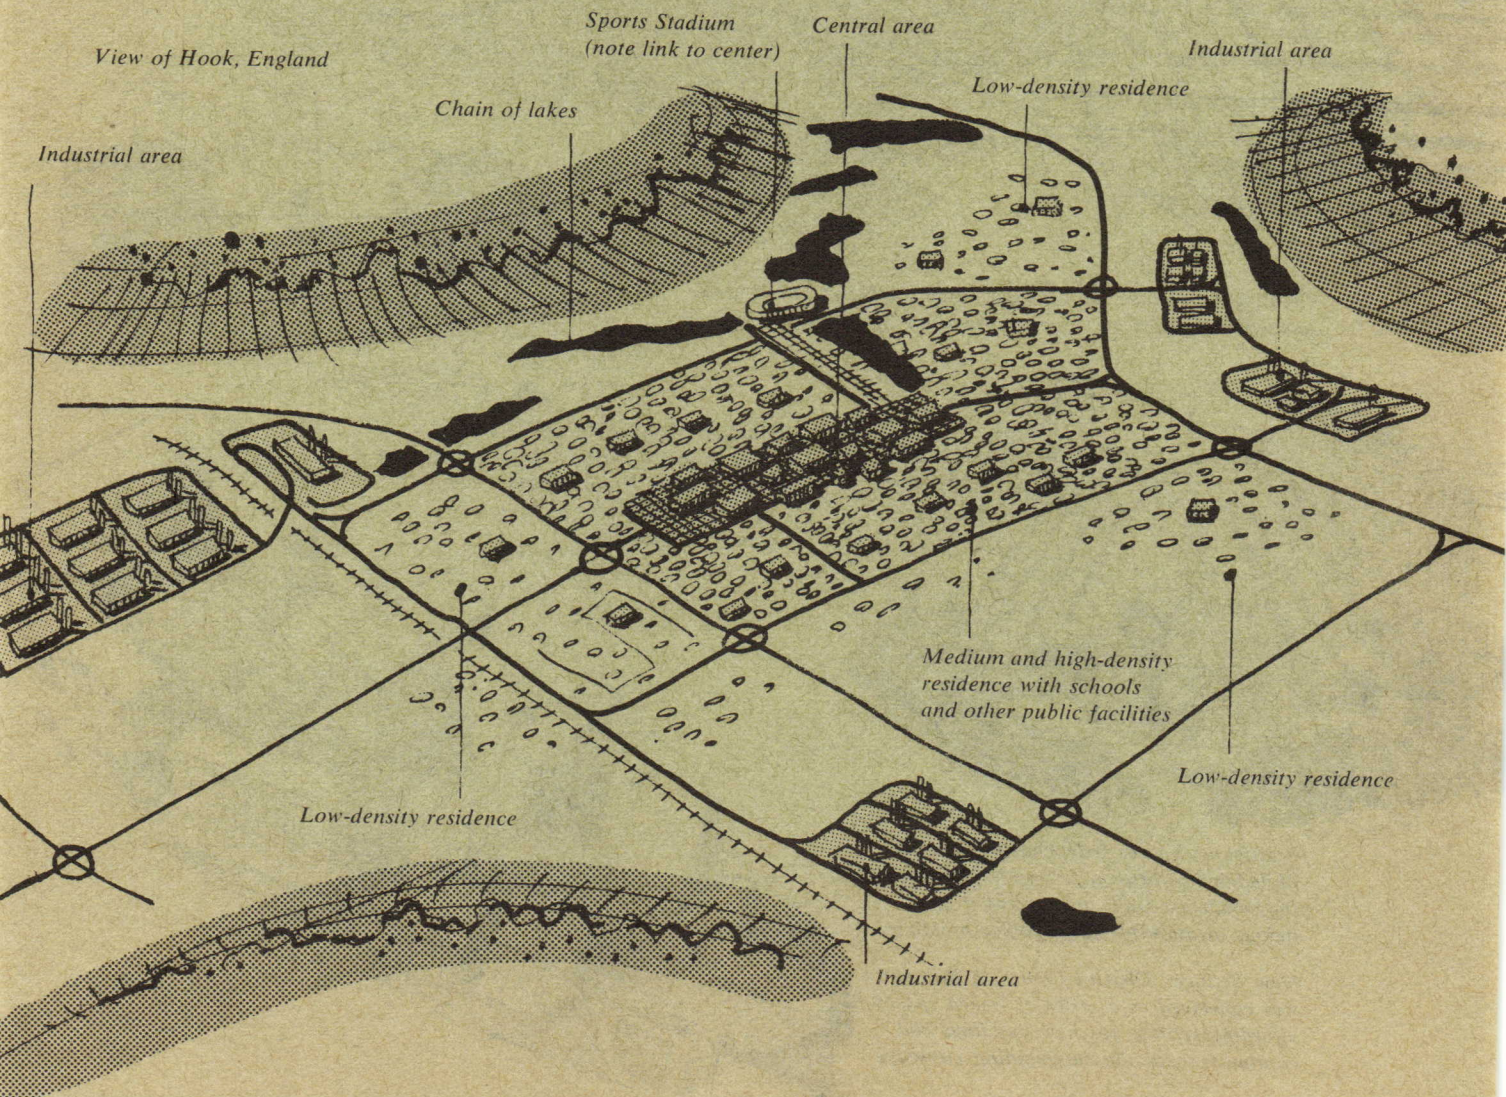 View of Hook, England
Sports Stadium
(note link to center)
Central area
Industrial area
Chain of lakes
Low-density residence
Industrial area
Medium and high-density
residence with schools
and other public facilities
Low-density residence
Low-density residence
Industrial area